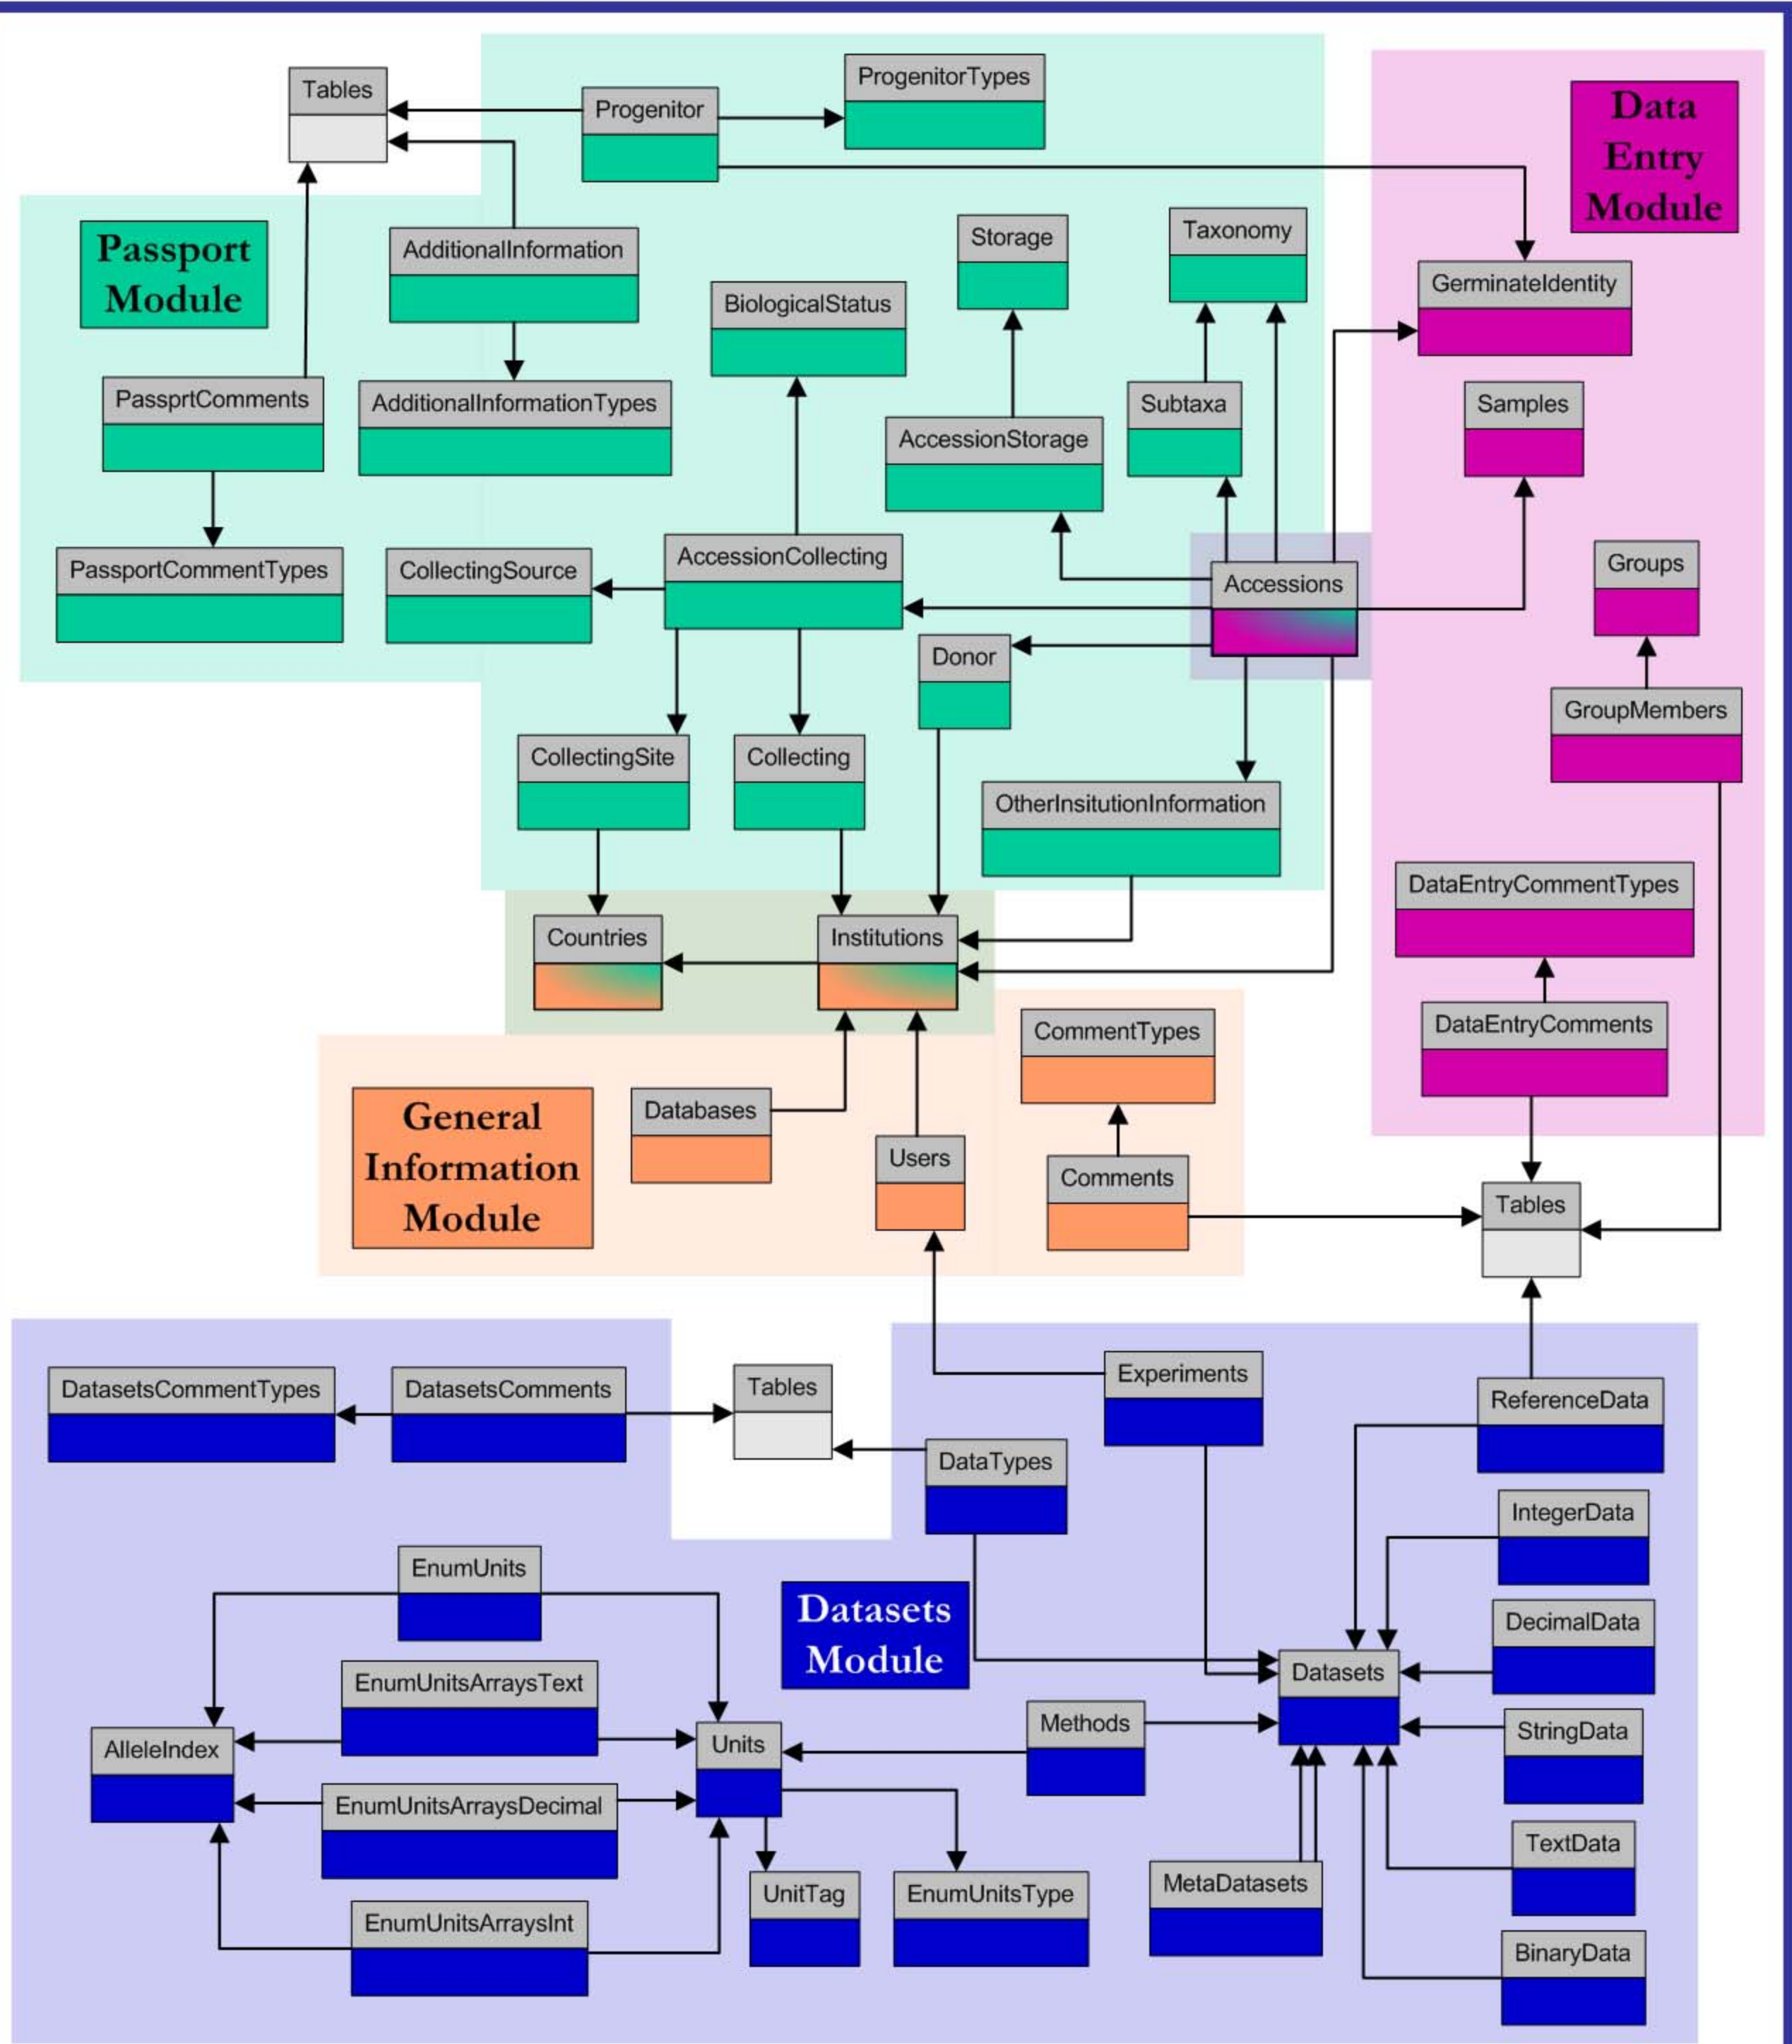 Tables
Progenitor
ProgenitorTypes
Data
Entry
Module
Passport
Module
AdditionalInformation
Storage
Taxonomy
GerminateIdentity
BiologicalStatus
PassprtComments
AdditionalInformationTypes
AccessionStorage
Subtaxa
Samples
PassportCommentTypes
CollectingSource
AccessionCollecting
Accessions
Groups
Donor
GroupMembers
CollectingSite
Collecting
OtherInsitutionInformation
DataEntryCommentTypes
Countries
Institutions
DataEntryComments
CommentTypes
General
Information
Module
Databases
Users
Comments
Tables
DatasetsCommentTypes
DatasetsComments
Tables
Experiments
ReferenceData
DataTypes
IntegerData
EnumUnits
Datasets
Module
DecimalData
EnumUnitsArraysText
Datasets
AlleleIndex
Units
Methods
StringData
EnumUnitsArraysDecimal
TextData
EnumUnitsArraysInt
UnitTag
EnumUnitsType
MetaDatasets
BinaryData